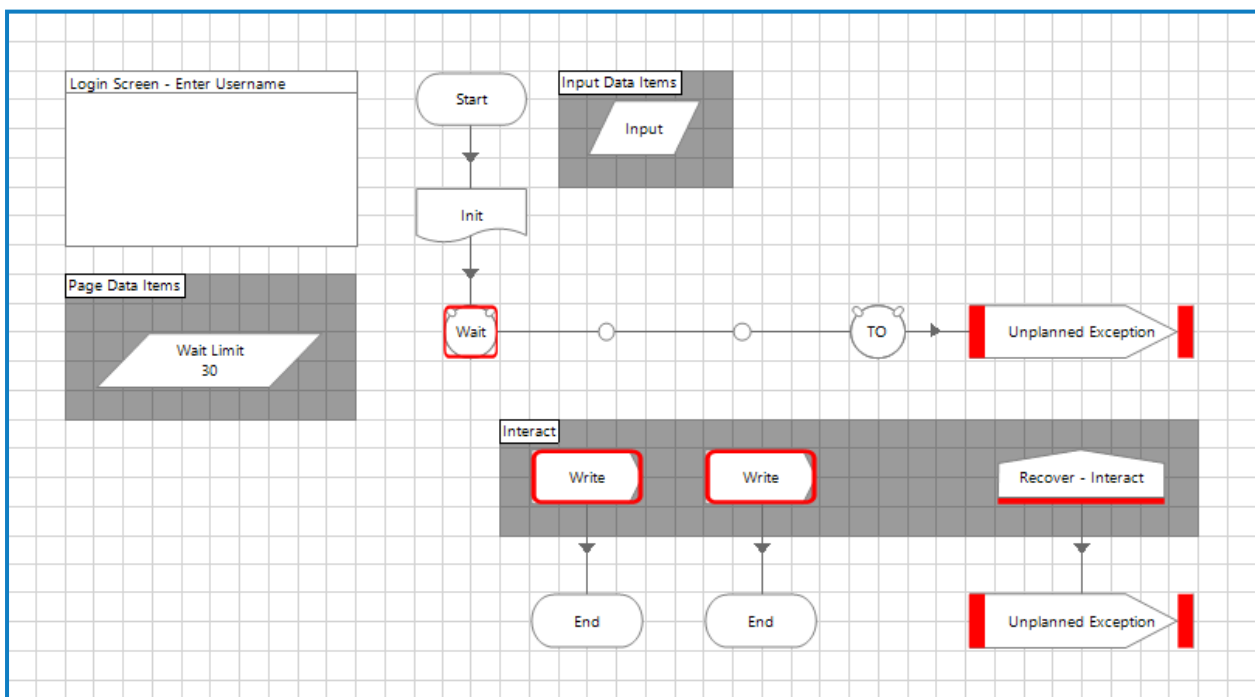 Login Screen - Enter Username
Start
Input Data Items
Input
Init
Page Data Items
Wait Limit
30
Wait
TO
Unplanned Exception
Interact
Write
Write
Recover - Interact
End
End
Unplanned Exception